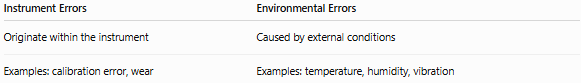 Instrument Errors Environmental Errors
Originate within the instrument Caused by external conditions
Examples: calibration error, wear Examples: temperature, humidity, vibration